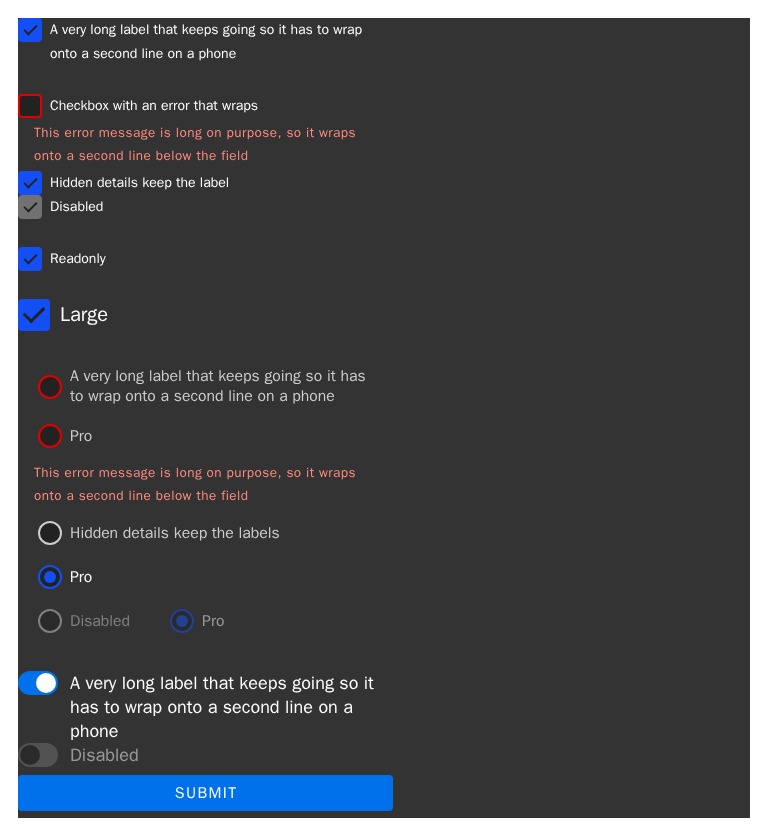 A very long label that keeps going so it has to wrap
onto a second line on a phone
Checkbox with an error that wraps
This error message is long on purpose, so it wraps
onto a second line below the field
Hidden details keep the label
Disabled
Readonly
Large
A very long label that keeps going so it has
to wrap onto a second line on a phone
Pro
This error message is long on purpose, so it wraps
onto a second line below the field
Hidden details keep the labels
Pro
Disabled Pro
A very long label that keeps going so it
has to wrap onto a second line on a
phone
Disabled
SUBMIT